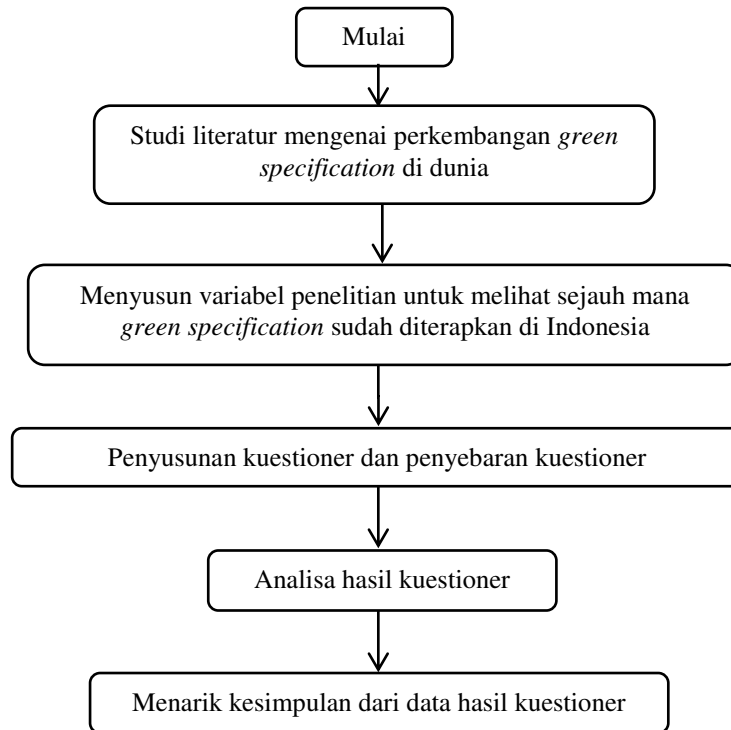 Mulai
Studi literatur mengenai perkembangan green
specification di dunia
Menyusun variabel penelitian untuk melihat sejauh mana
green specification sudah diterapkan di Indonesia
Penyusunan kuestioner dan penyebaran kuestioner
Analisa hasil kuestioner
Menarik kesimpulan dari data hasil kuestioner